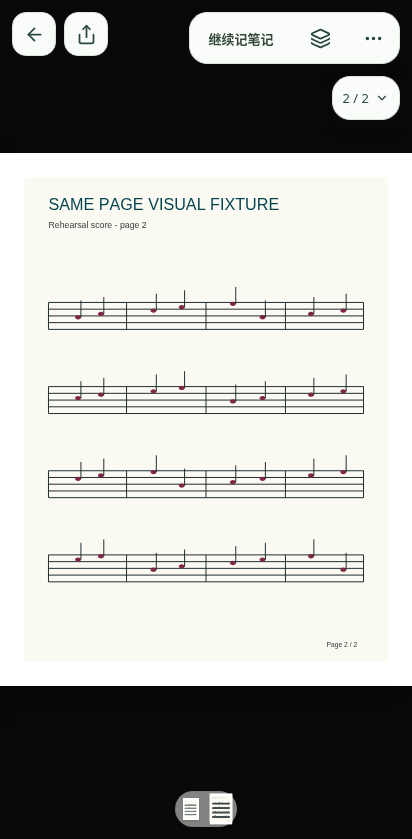 继续记笔记
2 / 2
SAME PAGE VISUAL FIXTURE
Rehearsal score - page 2
Page 2 / 2